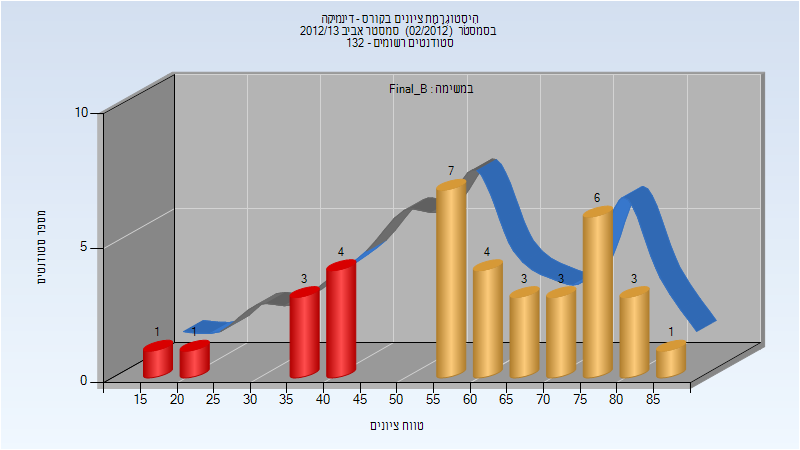 היסטוגרמת ציונים בקורס - דינמיקה
בסמסטר (02/2012) סמסטר אביב 2012/13
סטודנטים רשומים - 132
במשימה : Final_B
מספר סטודנטים
10
5
0
1
1
3
4
7
4
3
3
6
3
1
15 20 25 30 35 40 45 50 55 60 65 70 75 80 85
טווח ציונים